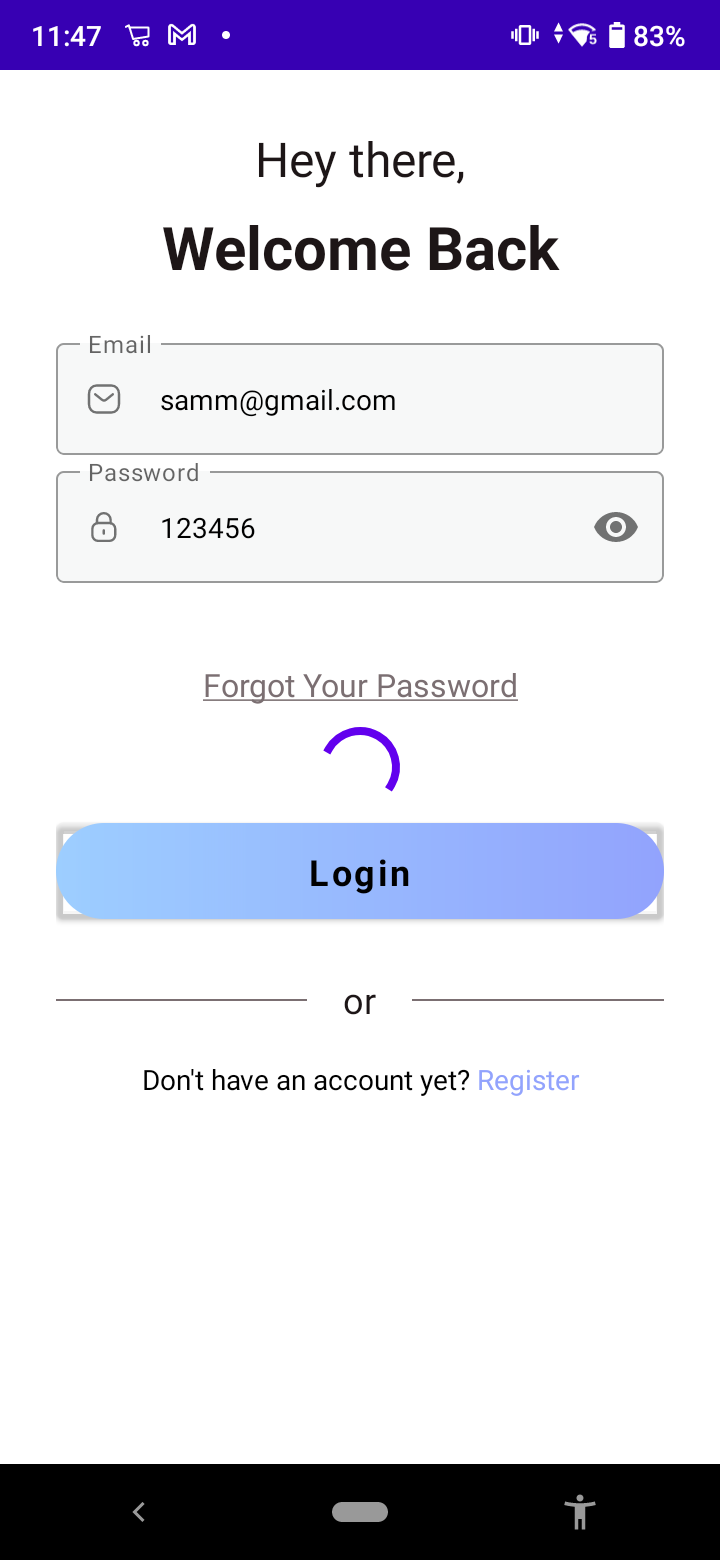 11:47 83%
Hey there,
Welcome Back
Email
samm@gmail.com
Password
123456
Forgot Your Password
Login
or
Don't have an account yet? Register